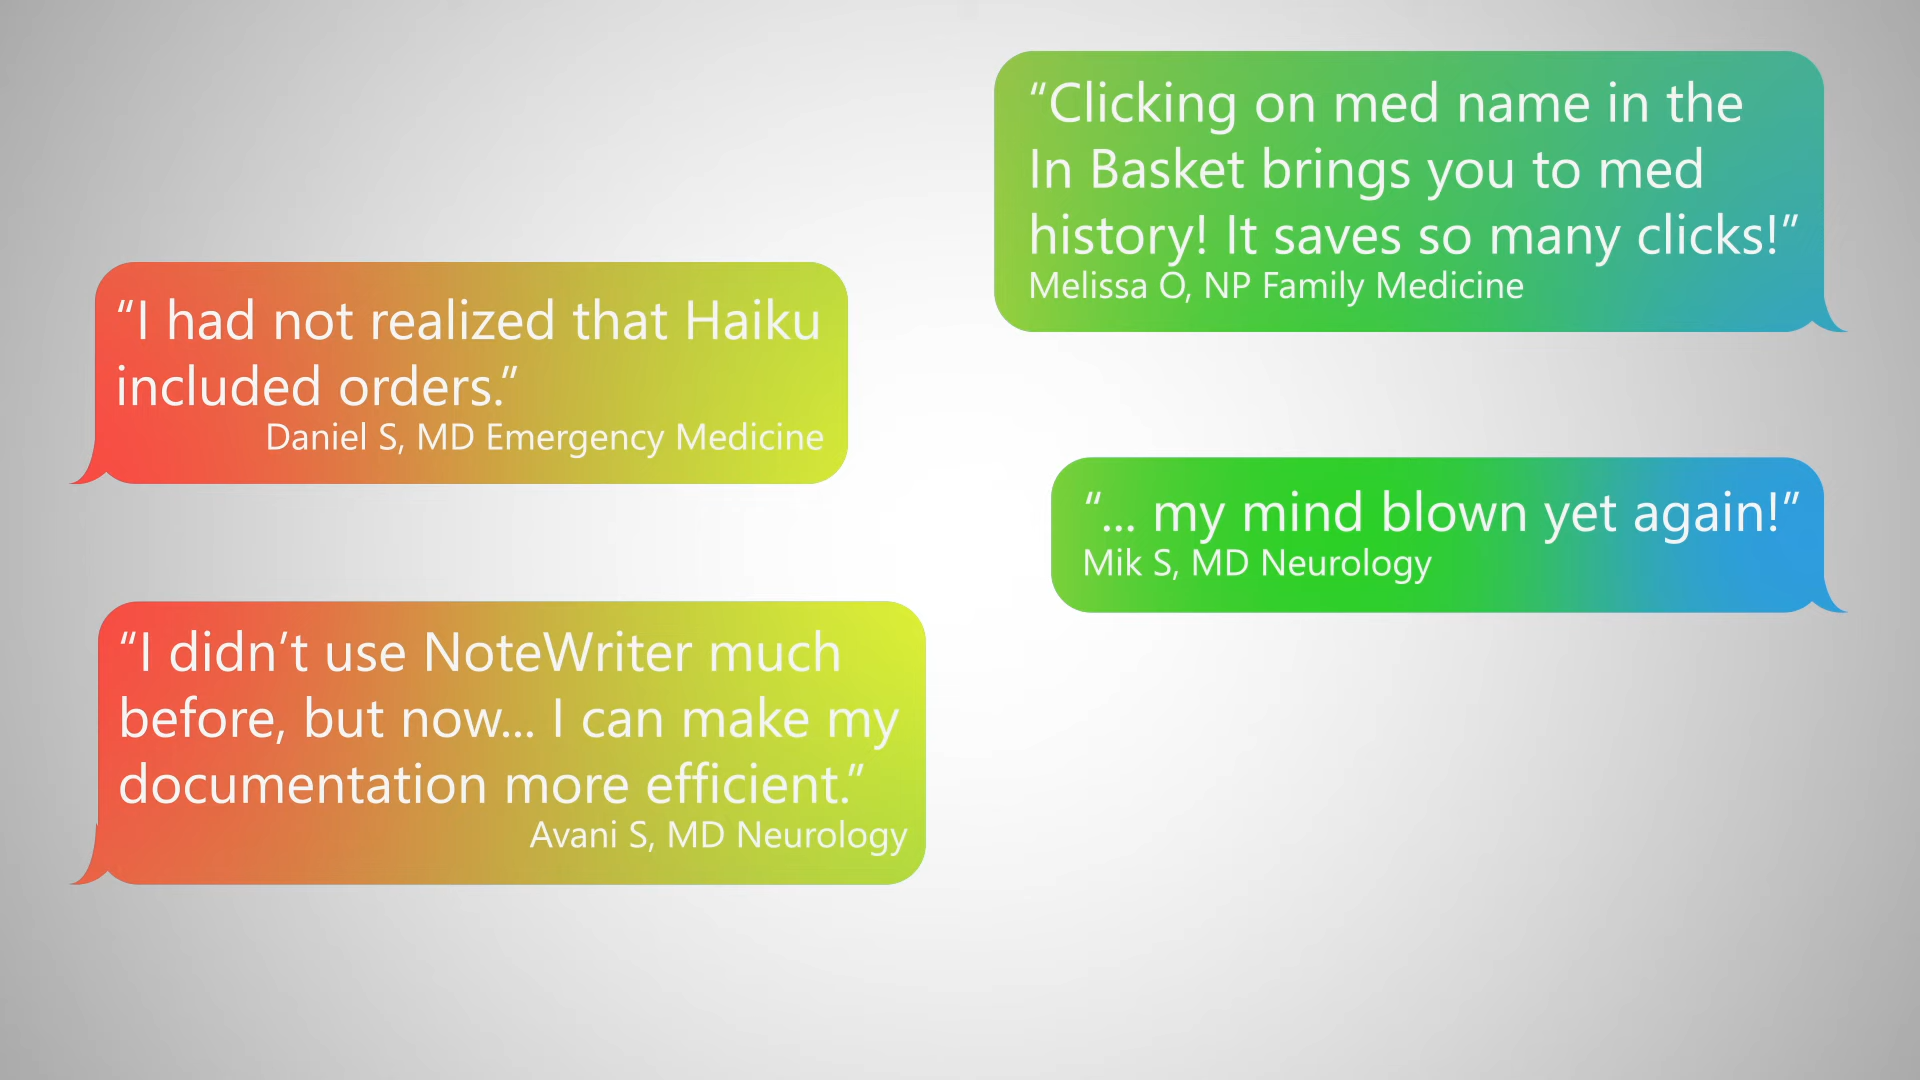 “Clicking on med name in the
In Basket brings you to med
history! It saves so many clicks!”
Melissa O, NP Family Medicine
“I had not realized that Haiku
included orders.”
Daniel S, MD Emergency Medicine
“... my mind blown yet again!”
Mik S, MD Neurology
“I didn’t use NoteWriter much
before, but now... I can make my
documentation more efficient.”
Avani S, MD Neurology